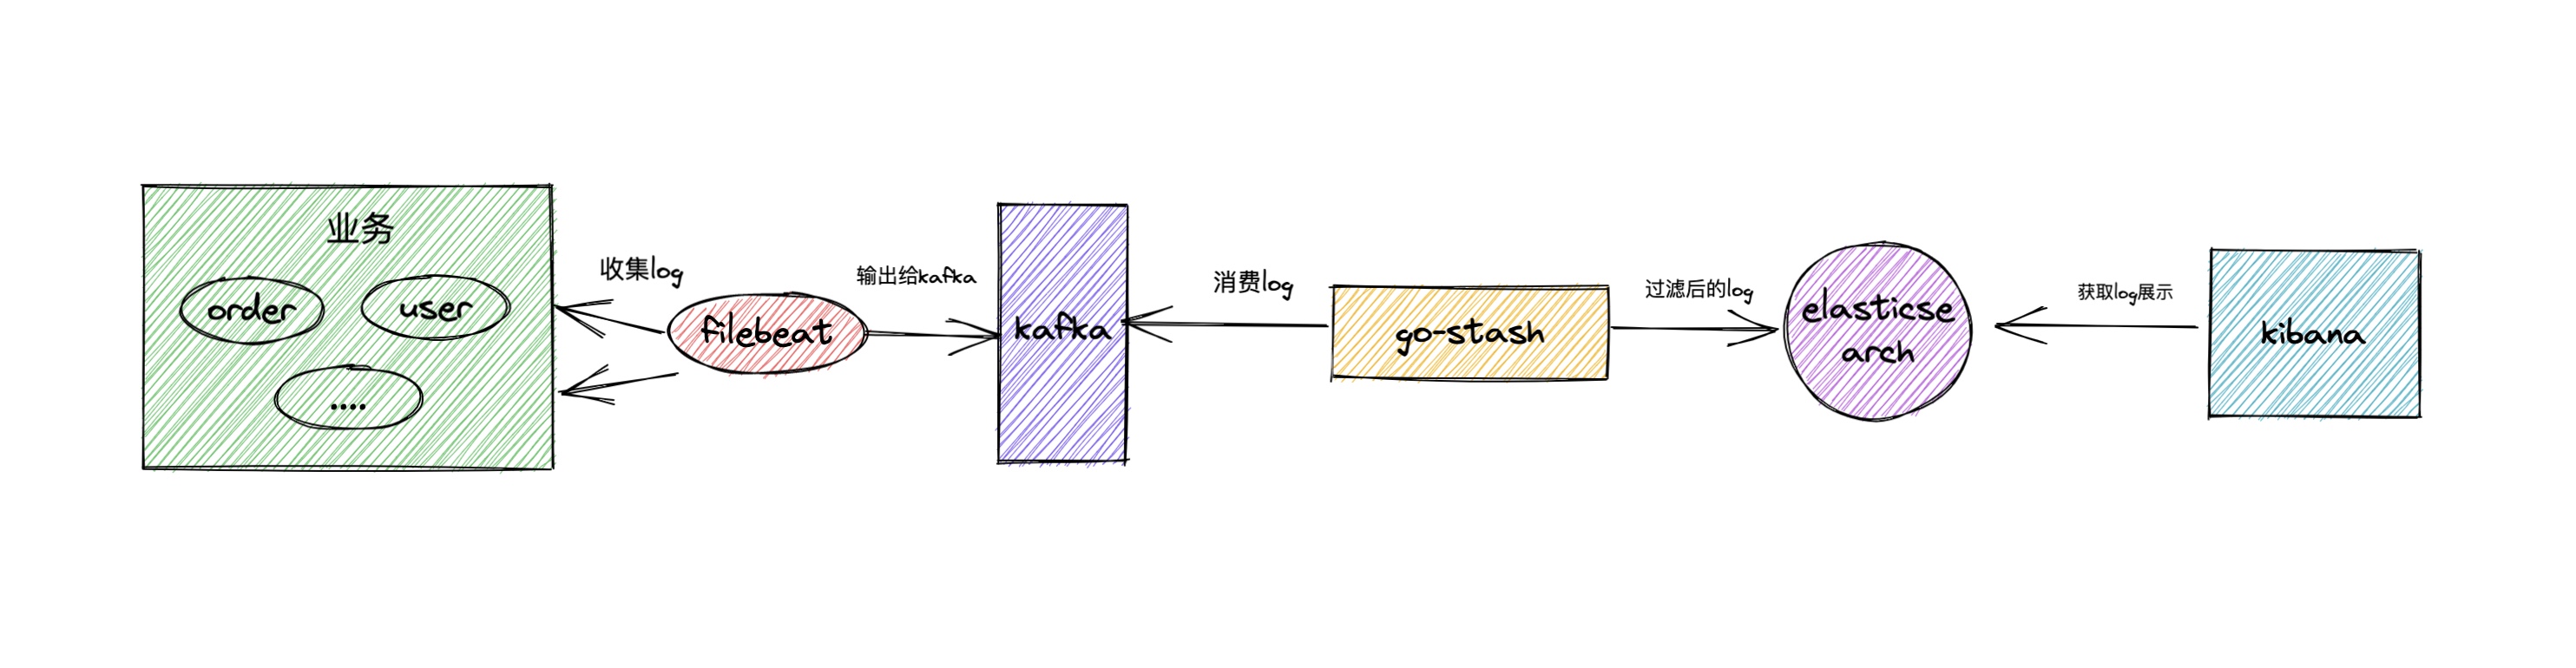 业务
order
user
....
收集log
filebeat
输出给kafka
kafka
消费log
go-stash
过滤后的log
elasticse
arch
获取log展示
kibana